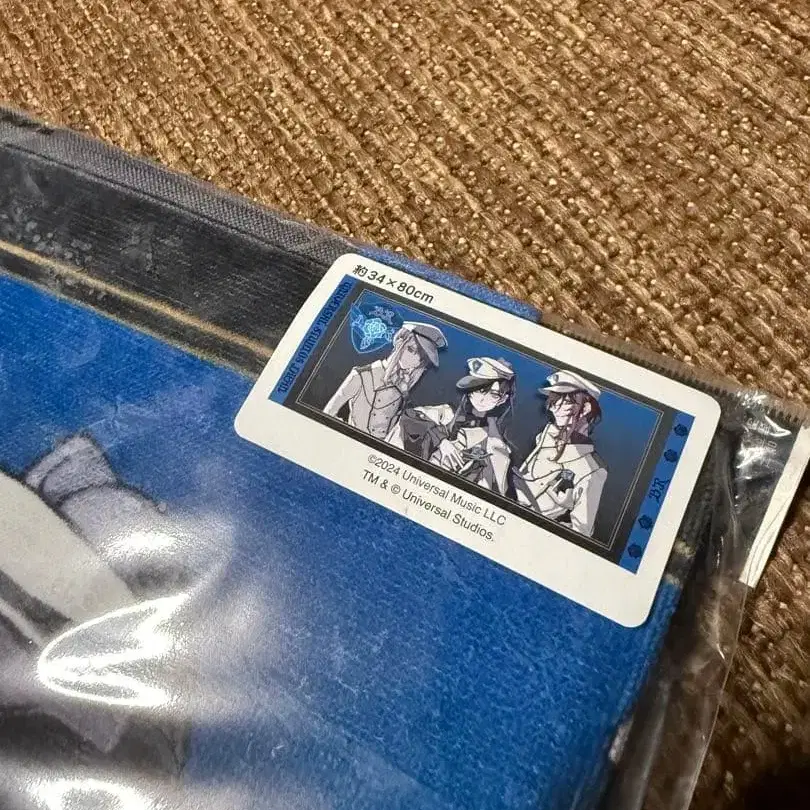 約34×80cm
©2024 Universal Music LLC
TM & © Universal Studios.